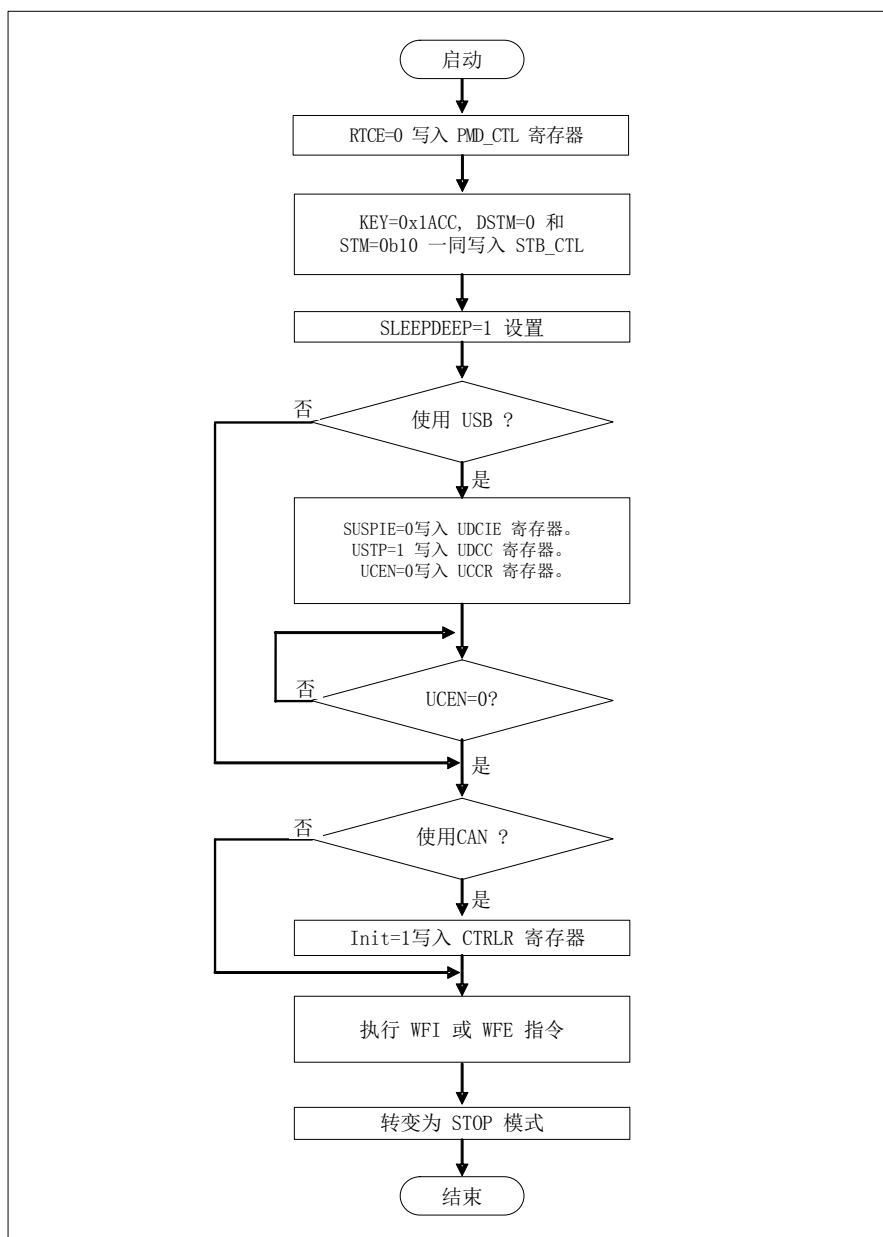 启动
RTCE=0 写入 PMD_CTL 寄存器
KEY=0x1ACC, DSTM=0 和
STM=0b10 一同写入 STB_CTL
SLEEPDEEP=1 设置
否
使用 USB ?
是
SUSPIE=0写入 UDCIE 寄存器。
USTP=1 写入 UDCC 寄存器。
UCEN=0写入 UCCR 寄存器。
否
UCEN=0?
是
否
使用CAN ?
是
Init=1写入 CTRLR 寄存器
执行 WFI 或 WFE 指令
转变为 STOP 模式
结束